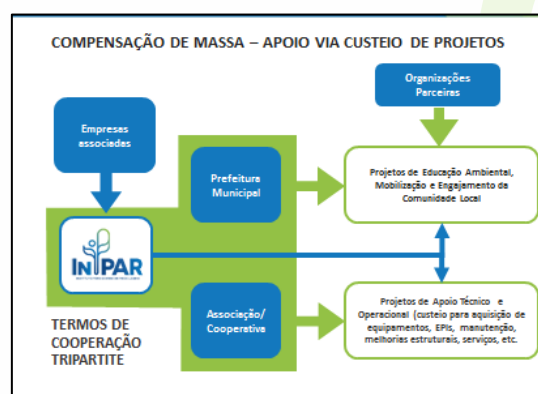 COMPENSAÇÃO DE MASSA – APOIO VIA CUSTEIO DE PROJETOS
Organizações
Parceiras
Empresas
associadas
Prefeitura
Municipal
Projetos de Educação Ambiental,
Mobilização e Engajamento da
Comunidade Local
INPAR
TERMOS DE
COOPERAÇÃO
TRIPARTITE
Associação/
Cooperativa
Projetos de Apoio Técnico e
Operacional (custeio para aquisição de
equipamentos, EPIs, manutenção,
melhorias estruturais, serviços, etc.